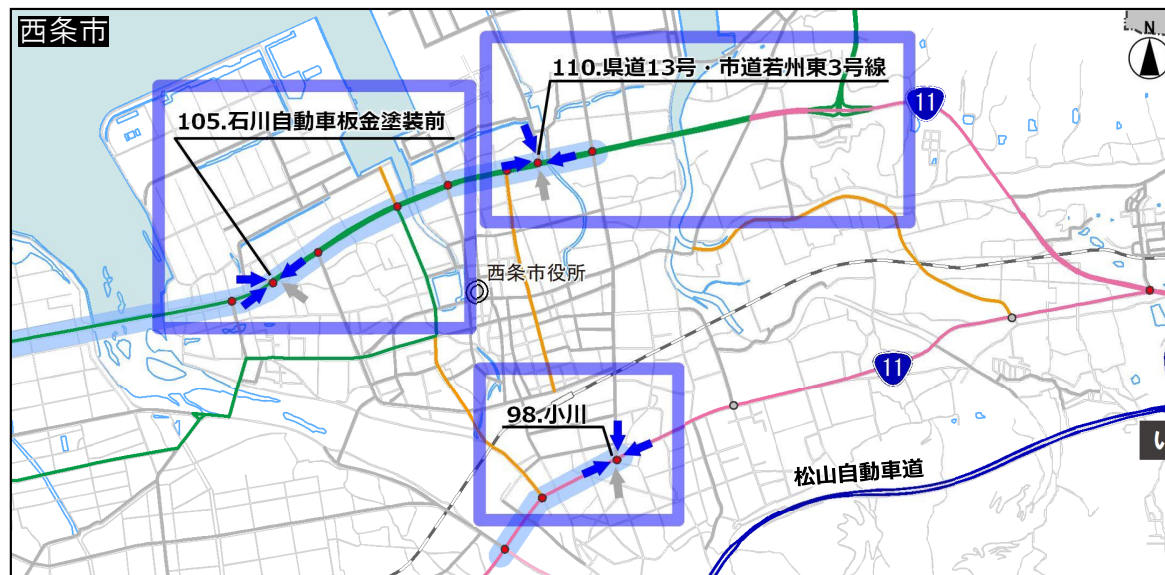 西条市
N
110.県道13号・市道若州東3号線
11
105.石川自動車板金塗装前
西条市役所
11
98.小川
い
松山自動車道